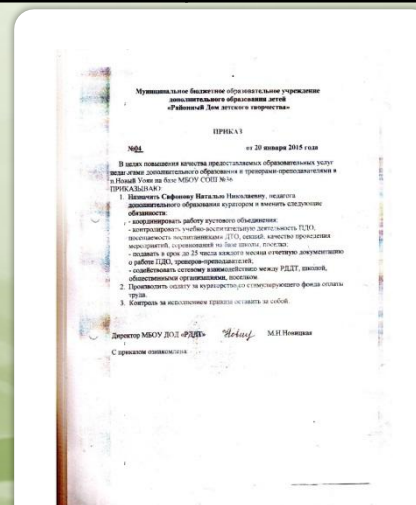 Муниципальное бюджетное образовательное учреждение
дополнительного образования детей
«Районный Дом детского творчества»
ПРИКАЗ
№04 от 20 января 2015 года
В целях повышения качества предоставляемых образовательных услуг
педагогами дополнительного образования и тренерами-преподавателями в
п.Новый на базе МБОУ СОШ №
ПРИКАЗЫВАЮ:
1. Назначить Сафонову Наталью Николаевну, педагога
дополнительного образования куратором и вменить следующие
обязанности:
- координировать работу кустового объединения:
- контролировать учебно-воспитательную деятельность ПДО,
посещаемость воспитанниками ДТО, секций, качество проведения
мероприятий, соревнований на базе школы, поселка;
- подавать в срок до 25 числа каждого месяца отчетную документацию
о работе ПДО, тренеров-преподавателей;
- содействовать сетевому взаимодействию между РДДТ, школой,
общественными организациями, поселком
2. Производить оплату за кураторство со стимулирующего фонда оплаты
труда.
3. Контроль за исполнением приказа оставить за собой.
Директор МБОУ ДОД «РДДТ» М.И.Новицкая
С приказом ознакомлена